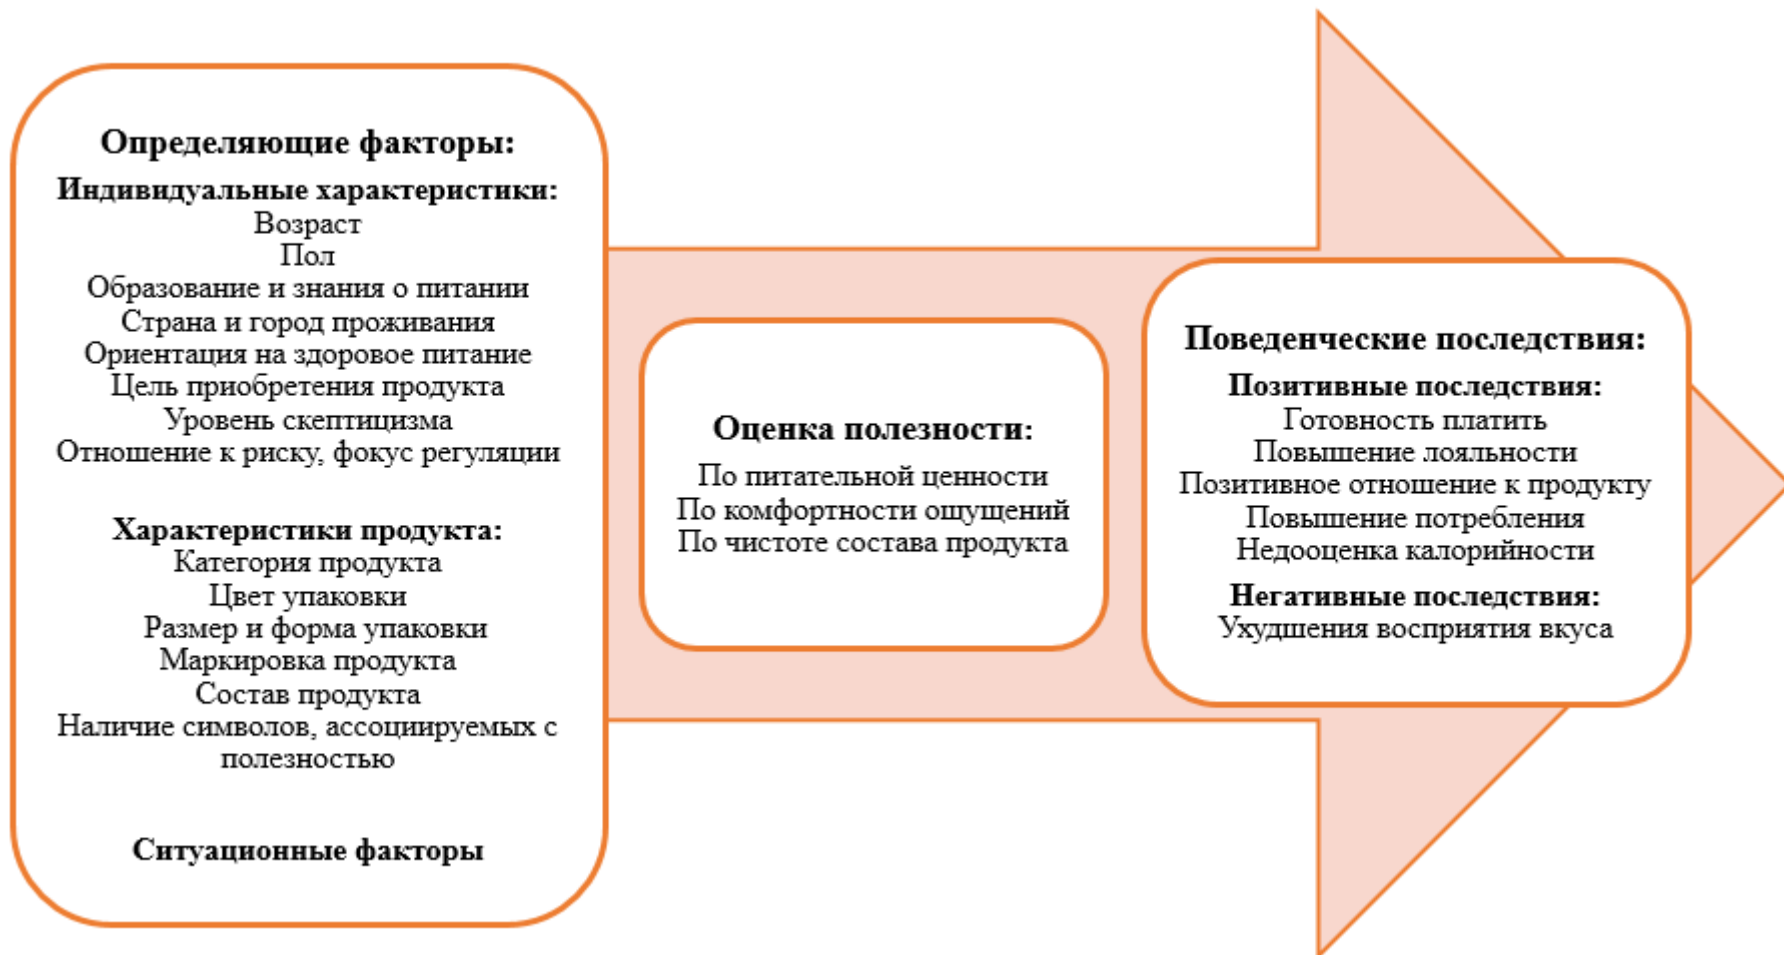 Определяющие факторы:
Индивидуальные характеристики:
Возраст
Пол
Образование и знания о питании
Страна и город проживания
Ориентация на здоровое питание
Цель приобретения продукта
Уровень скептицизма
Отношение к риску, фокус регуляции
Характеристики продукта:
Категория продукта
Цвет упаковки
Размер и форма упаковки
Маркировка продукта
Состав продукта
Наличие символов, ассоциируемых с
полезностью
Ситуационные факторы
Оценка полезности:
По питательной ценности
По комфортности ощущений
По чистоте состава продукта
Поведенческие последствия:
Позитивные последствия:
Готовность платить
Повышение лояльности
Позитивное отношение к продукту
Повышение потребления
Недооценка калорийности
Негативные последствия:
Ухудшения восприятия вкуса